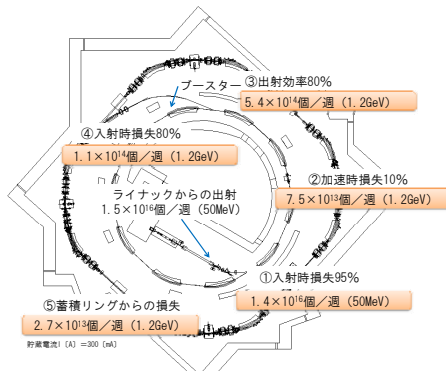 ブースター
③出射効率80%
5.4×10¹⁴個／週（1.2GeV）
④入射時損失80%
1.1×10¹⁴個／週（1.2GeV）
②加速時損失10%
7.5×10¹³個／週（1.2GeV）
ライナックからの出射
1.5×10¹⁶個／週（50MeV）
①入射時損失95%
1.4×10¹⁶個／週（50MeV）
⑤蓄積リングからの損失
2.7×10¹³個／週（1.2GeV）
貯蔵電流I［A］＝300［mA］